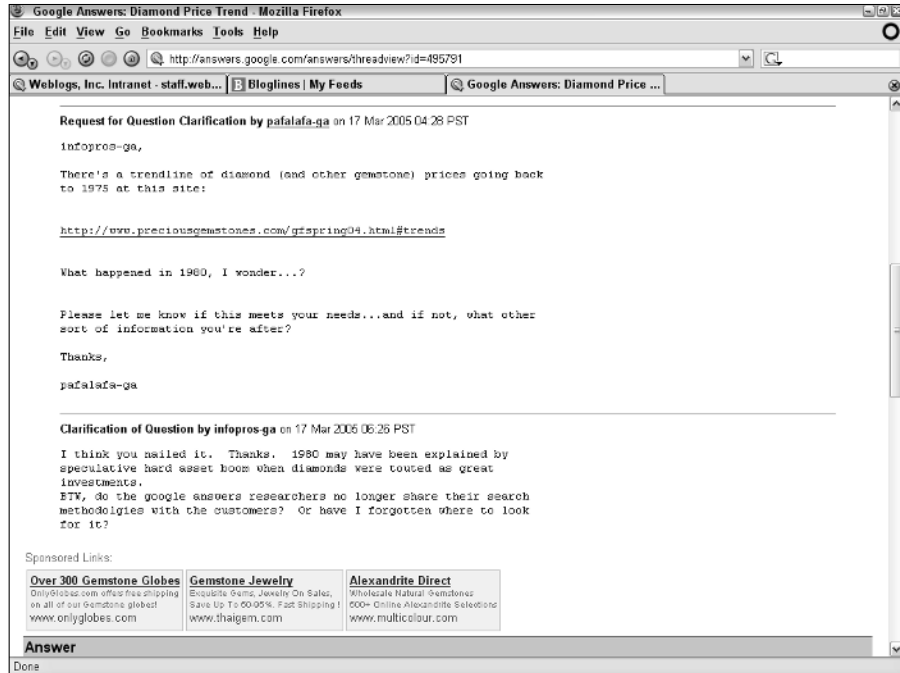 Google Answers: Diamond Price Trend - Mozilla Firefox
File Edit View Go Bookmarks Tools Help
http://answers.google.com/answers/threadview?id=495791
Weblogs, Inc. Intranet - staff.web... Bloglines | My Feeds Google Answers: Diamond Price ...
Request for Question Clarification by pafalafa-ga on 17 Mar 2005 04:28 PST
infopros-ga,
There's a trendline of diamond (and other gemstone) prices going back
to 1975 at this site:
http://www.preciousgemstones.com/gfspring04.html#trends
What happened in 1980, I wonder...?
Please let me know if this meets your needs...and if not, what other
sort of information you're after?
Thanks,
pafalafa-ga
Clarification of Question by infopros-ga on 17 Mar 2005 06:26 PST
I think you nailed it. Thanks. 1980 may have been explained by
speculative hard asset boom when diamonds were touted as great
investments.
BTW, do the google answers researchers no longer share their search
methodolgies with the customers? Or have I forgotten where to look
for it?
Sponsored Links:
Over 300 Gemstone Globes
OnlyGlobes.com offers free shipping
on all of our Gemstone globes!
www.onlyglobes.com
Gemstone Jewelry
Exquisite Gems, Jewelry On Sales,
Save Up To 60-95%. Fast Shipping !
www.thaigem.com
Alexandrite Direct
Wholesale Natural Gemstones
600+ Online Alexandrite Selections
www.multicolour.com
Answer
Done